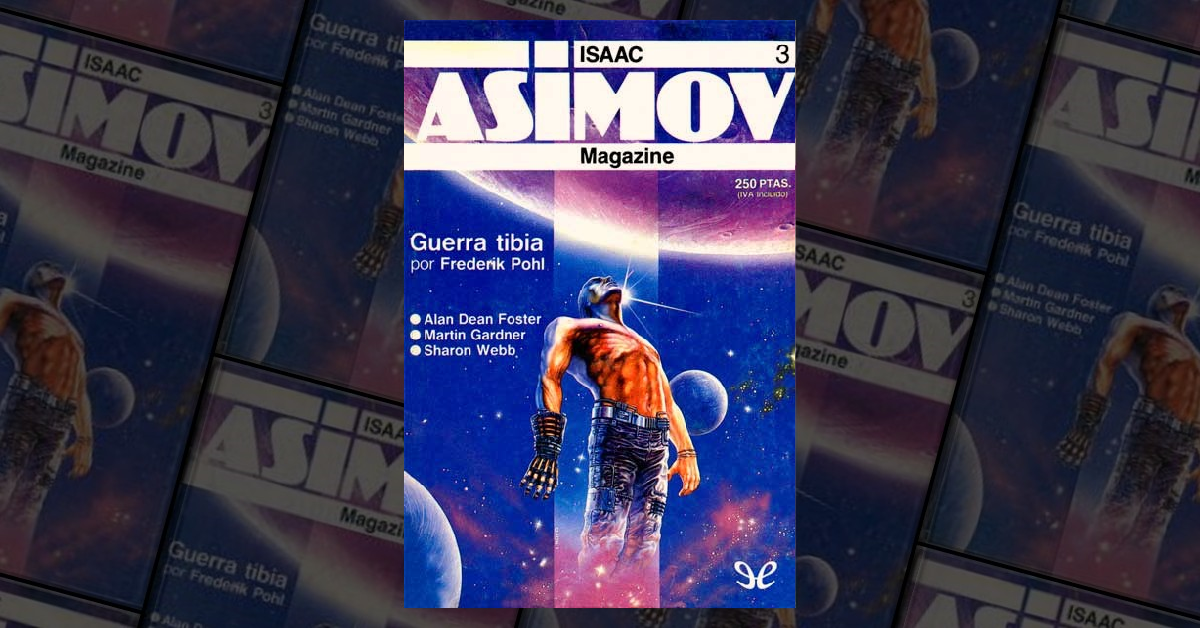 ISAAC
3
ASIMOV
Magazine
250 PTAS.
(IVA incluido)
Guerra tibia
por Frederik Pohl
● Alan Dean Foster
● Martin Gardner
● Sharon Webb